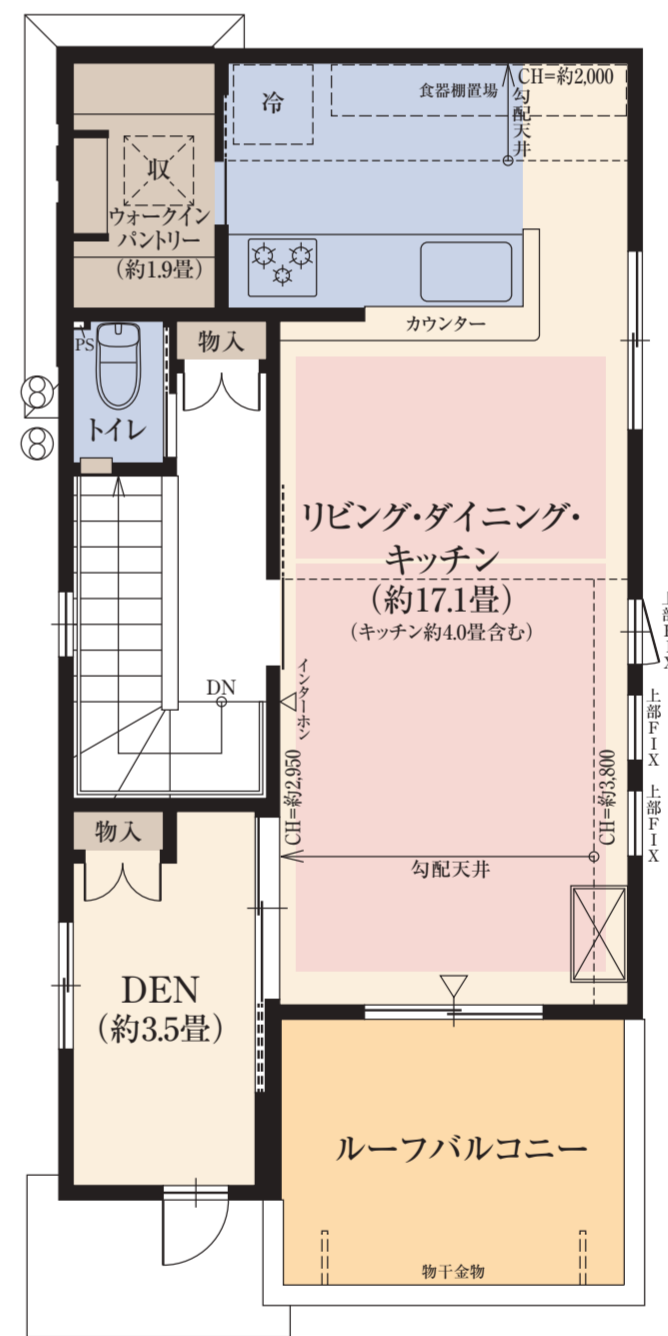 冷
食器棚置場
CH=約2,000
勾配天井
収
ウォークイン
パントリー
（約1.9畳）
カウンター
PS
トイレ
物入
リビング・ダイニング・
キッチン
（約17.1畳）
（キッチン約4.0畳含む）
DN
インターホン
上部FIX
上部FIX
上部FIX
CH=約2,950
CH=約3,800
勾配天井
物入
DEN
（約3.5畳）
ルーフバルコニー
物干金物